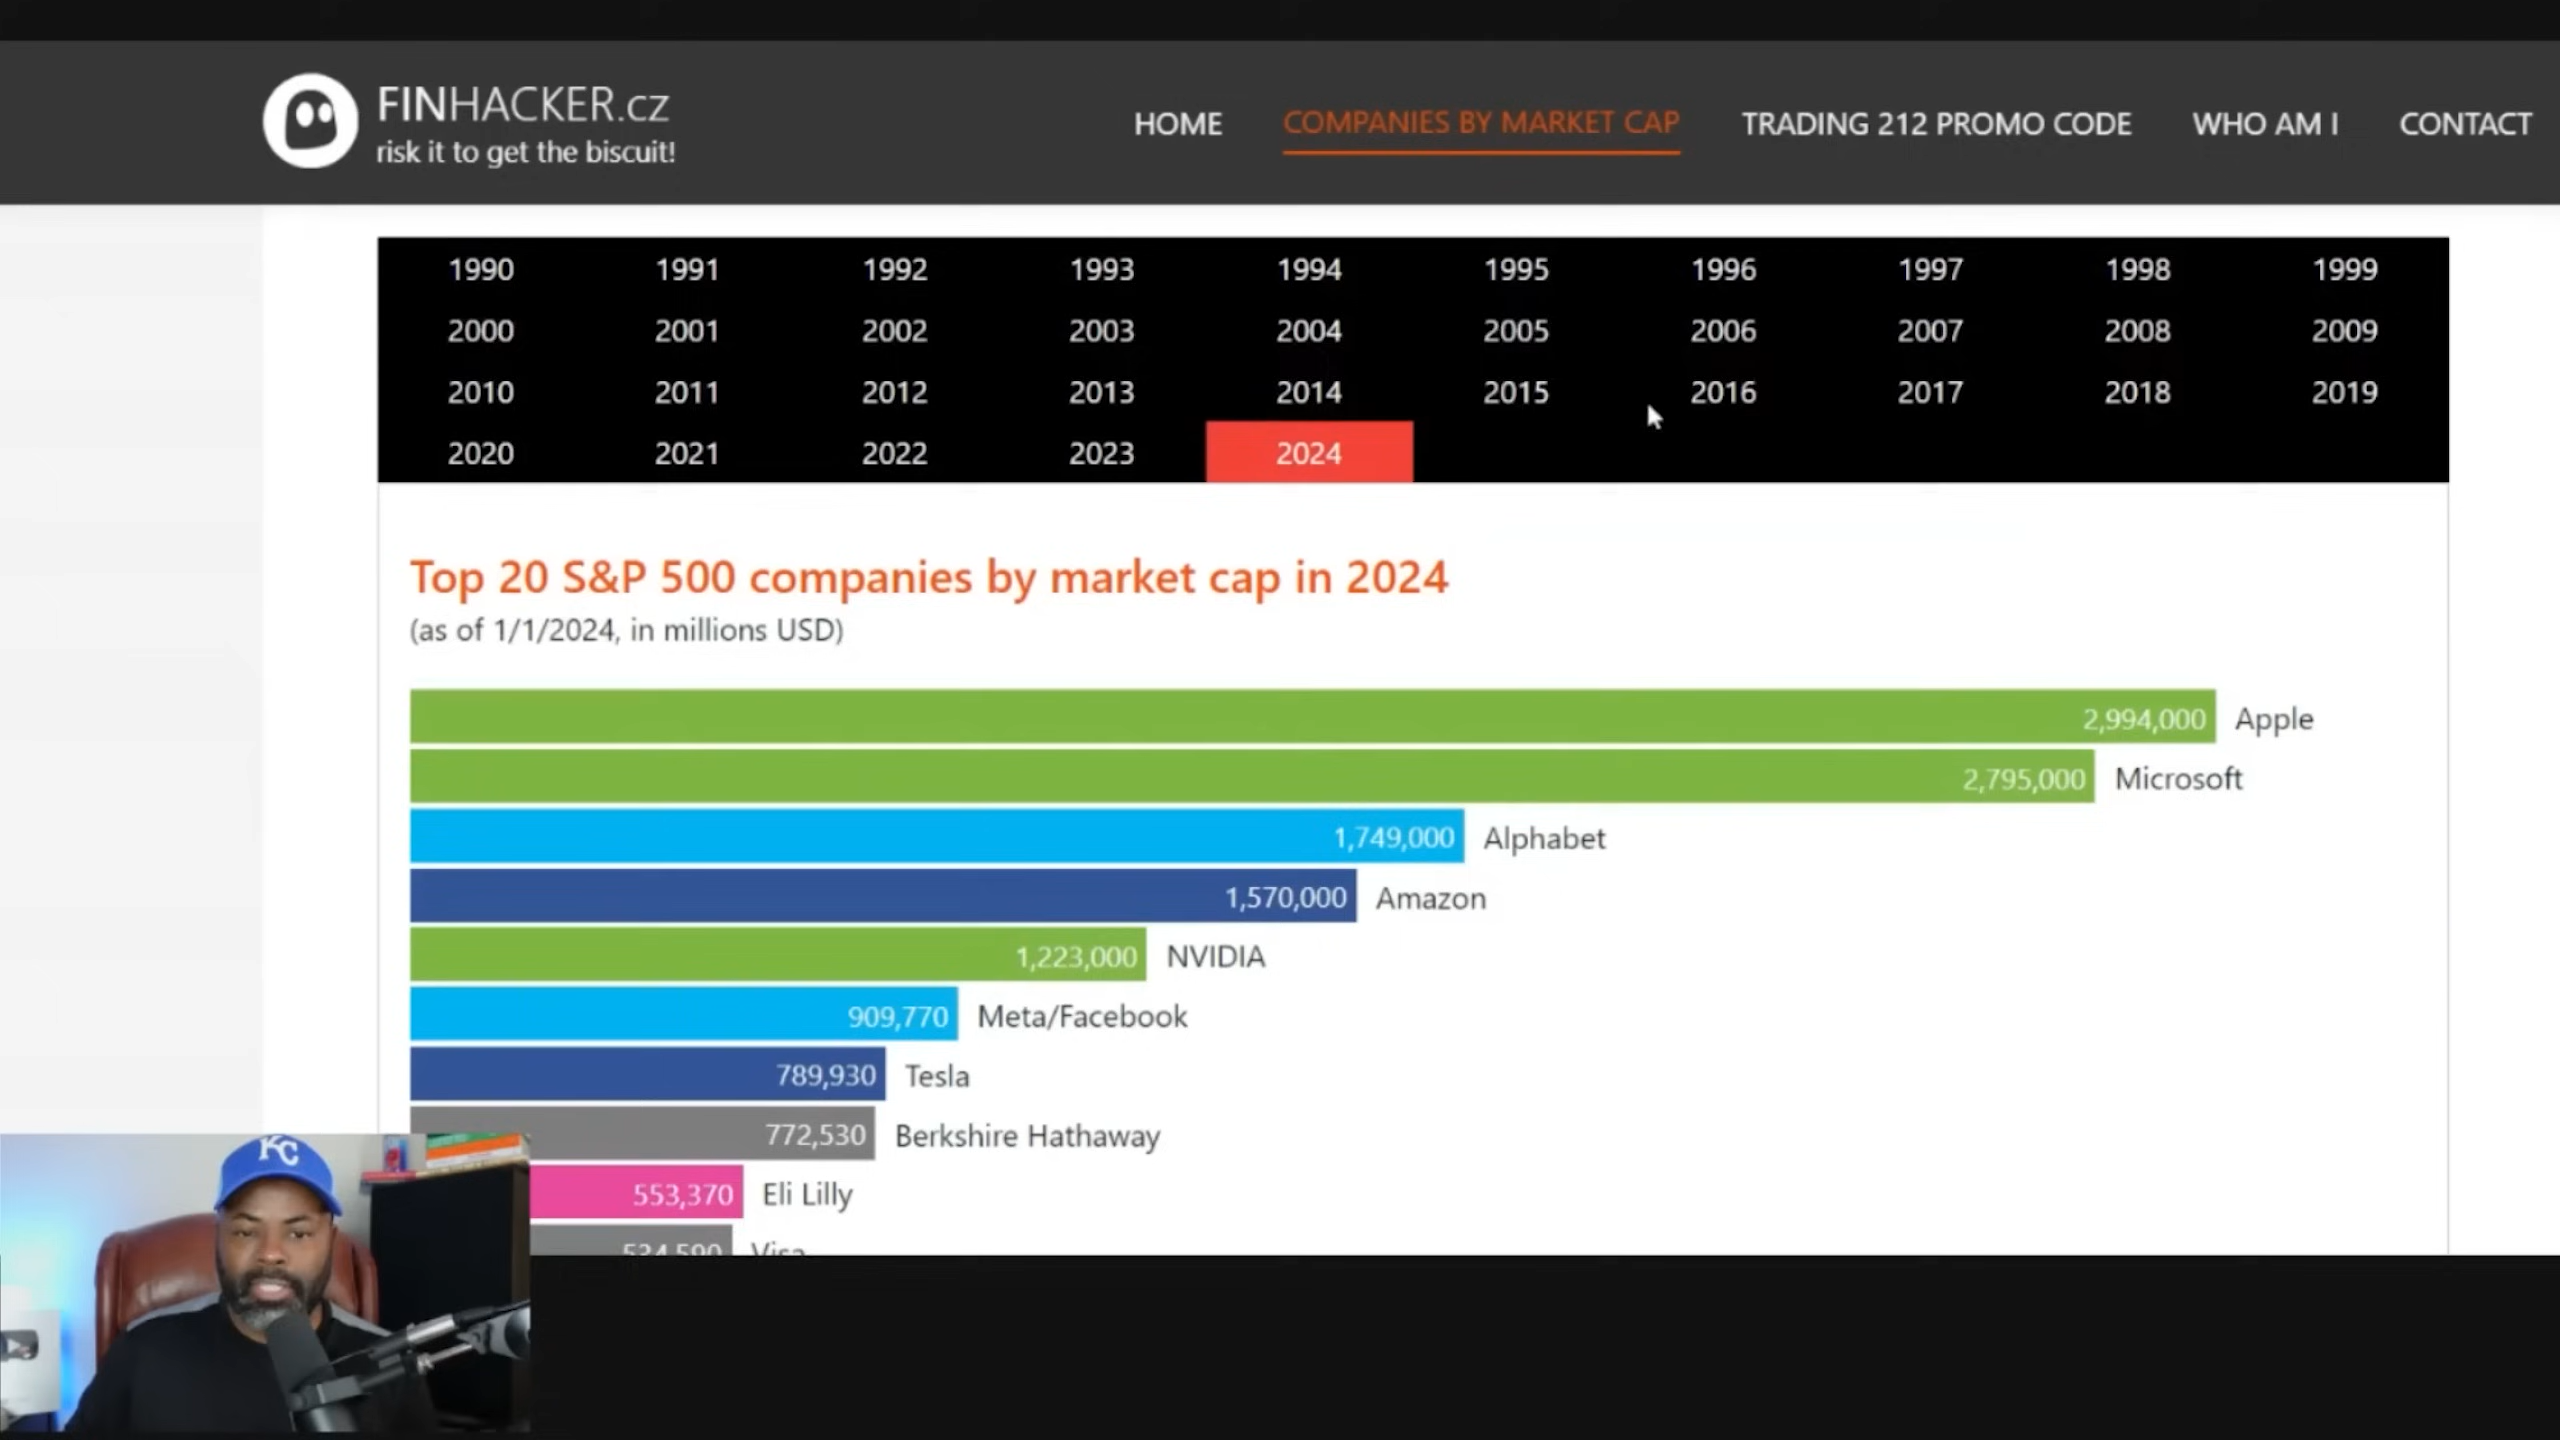 FINHACKER.cz
risk it to get the biscuit!
HOME COMPANIES BY MARKET CAP TRADING 212 PROMO CODE WHO AM I CONTACT
1990 1991 1992 1993 1994 1995 1996 1997 1998 1999
2000 2001 2002 2003 2004 2005 2006 2007 2008 2009
2010 2011 2012 2013 2014 2015 2016 2017 2018 2019
2020 2021 2022 2023 2024
Top 20 S&P 500 companies by market cap in 2024
(as of 1/1/2024, in millions USD)
2,994,000 Apple
2,795,000 Microsoft
1,749,000 Alphabet
1,570,000 Amazon
1,223,000 NVIDIA
909,770 Meta/Facebook
789,930 Tesla
772,530 Berkshire Hathaway
553,370 Eli Lilly
534,590 Visa
KC